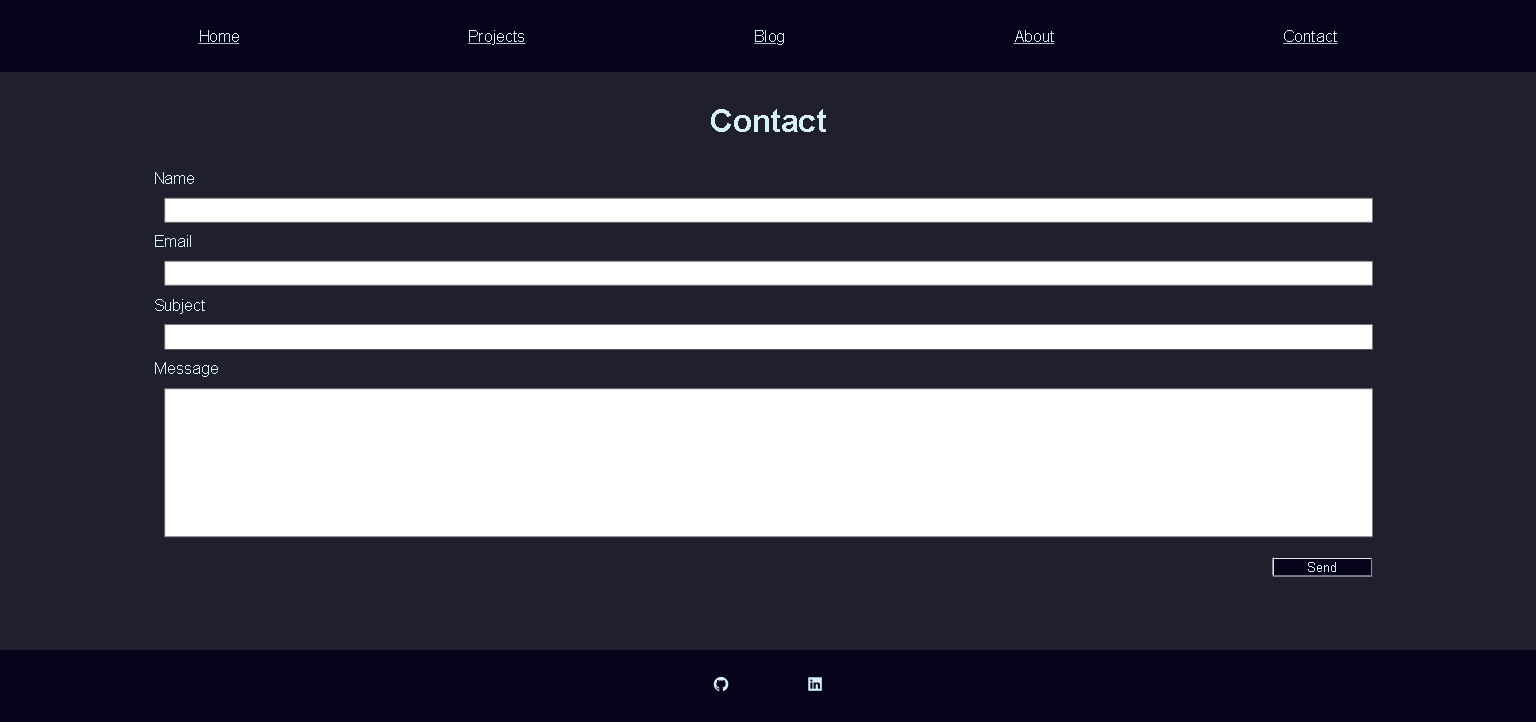 Home Projects Blog About Contact
Contact
Name
Email
Subject
Message
Send